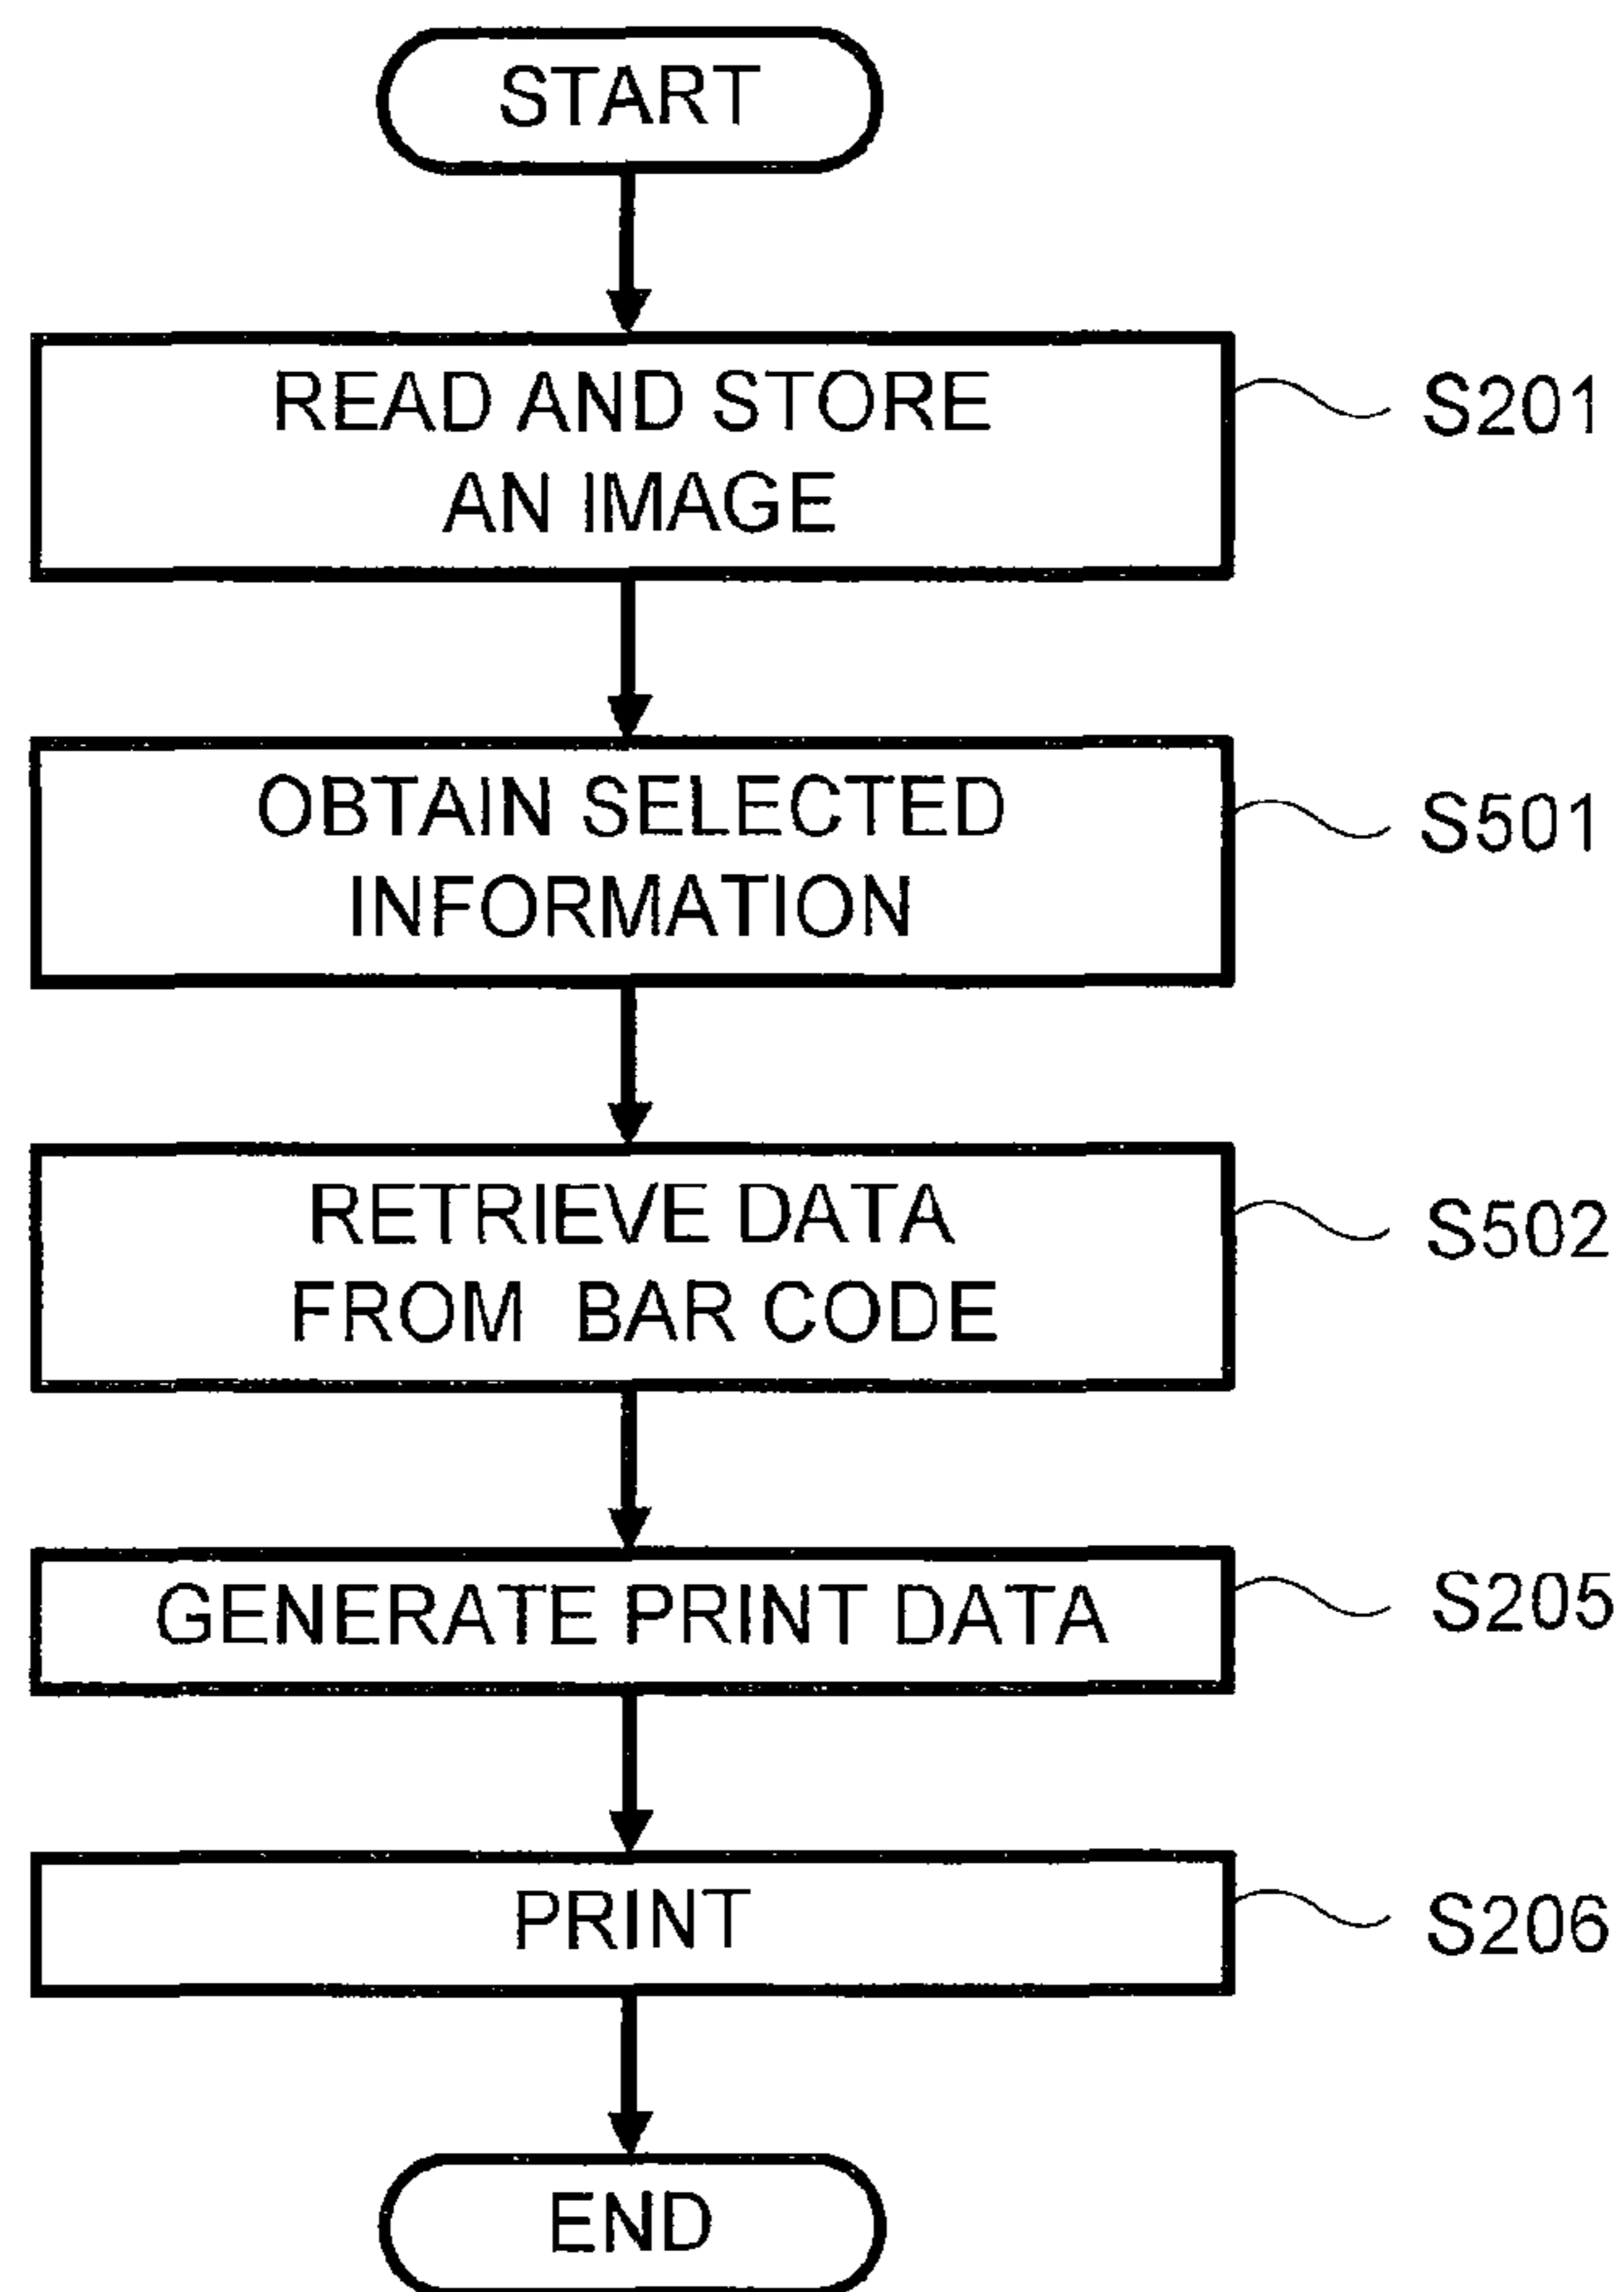 START
READ AND STORE
AN IMAGE
S201
OBTAIN SELECTED
INFORMATION
S501
RETRIEVE DATA
FROM BAR CODE
S502
GENERATE PRINT DATA
S205
PRINT
S206
END